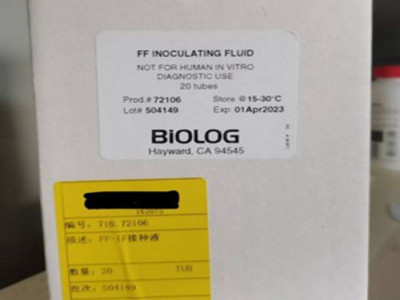 FF INOCULATING FLUID
NOT FOR HUMAN IN VITRO
DIAGNOSTIC USE
20 tubes
Prod.# 72106 Store @15-30°C
Lot# 504149 Exp: 01Apr2023
BiOLOG
Hayward, CA 94545
编号: 716.72106
描述: FF-IF接种液
数量: 20 TUB
批次: 504149